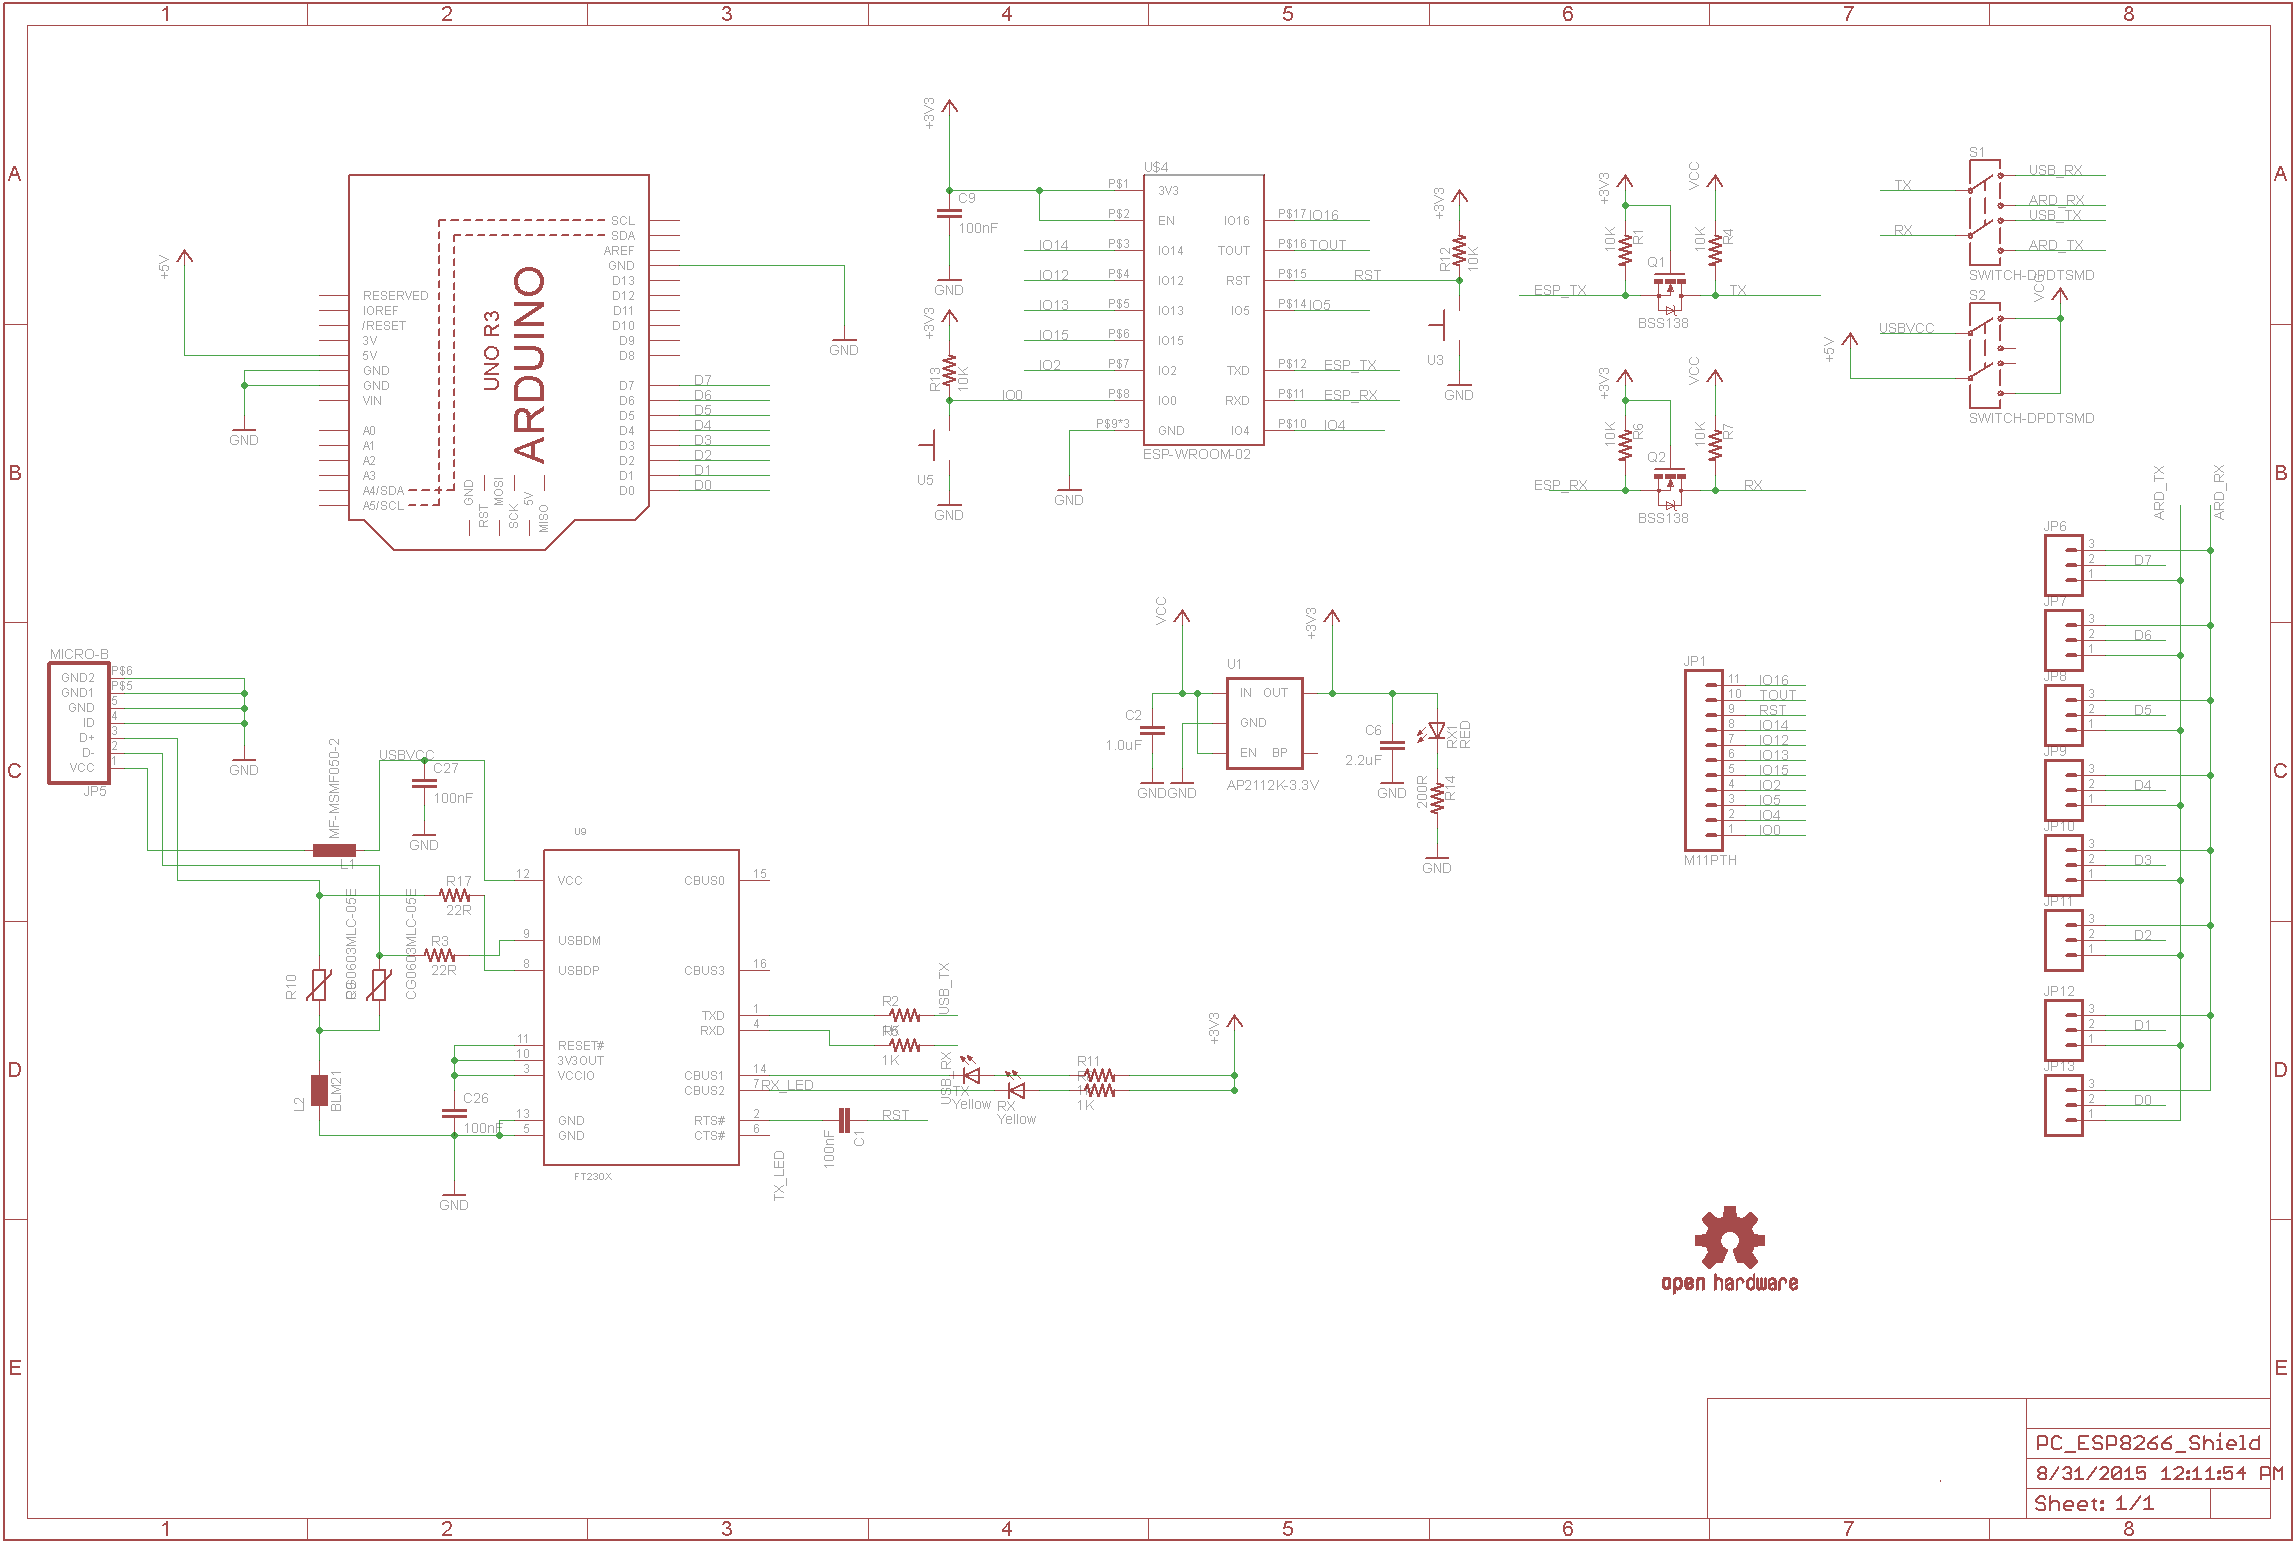 1 2 3 4 5 6 7 8
A A
B B
C C
D D
E E
1 2 3 4 5 6 7 8
+5V
RESERVED
IOREF
/RESET
3V
5V
GND
GND
VIN
A0
A1
A2
A3
A4/SDA
A5/SCL
UNO R3
ARDUINO
SCL
SDA
AREF
GND
D13
D12
D11
D10
D9
D8
D7 D7
D6 D6
D5 D5
D4 D4
D3 D3
D2 D2
D1 D1
D0 D0
GND
RST
MOSI
SCK
5V
MISO
GND
GND
+3V3
C9
100nF
GND
+3V3
R13
10K
IO0
U5
GND
U$4
P$1 3V3
P$2 EN
IO14 P$3 IO14
IO12 P$4 IO12
IO13 P$5 IO13
IO15 P$6 IO15
IO2 P$7 IO2
P$8 IO0
P$9*3 GND
GND
IO16 P$17 IO16
TOUT P$16 TOUT
RST P$15 RST
IO5 P$14 IO5
TXD P$12 ESP_TX
RXD P$11 ESP_RX
IO4 P$10 IO4
ESP-WROOM-02
+3V3
R12
10K
U3
GND
+3V3
VCC
10K
R1
10K
R4
Q1
ESP_TX
TX
BSS138
+3V3
VCC
10K
R6
10K
R7
Q2
ESP_RX
RX
BSS138
S1
TX
RX
USB_RX
ARD_RX
USB_TX
ARD_TX
SWITCH-DPDTSMD
S2
VCC
USBVCC
+5V
SWITCH-DPDTSMD
ARD_TX
ARD_RX
JP6
3
2 D7
1
JP7
3
2 D6
1
JP8
3
2 D5
1
JP9
3
2 D4
1
JP10
3
2 D3
1
JP11
3
2 D2
1
JP12
3
2 D1
1
JP13
3
2 D0
1
MICRO-B
GND2 P$6
GND1 P$5
GND 5
ID 4
D+ 3
D- 2
VCC 1
JP5
GND
MF-MSMF050-2
L1
USBVCC
C27
100nF
GND
R17
22R
R3
22R
R10
CG0603MLC-05E
CG0603MLC-05E
L2
BLM21
C26
100nF
GND
U9
12 VCC
9 USBDM
8 USBDP
11 RESET#
10 3V3OUT
3 VCCIO
13 GND
5 GND
CBUS0 15
CBUS3 16
TXD 1
RXD 4
CBUS1 14
CBUS2 7
RTS# 2
CTS# 6
FT230X
R2
USB_TX
1K
USB_RX
RX_LED
TX_LED
TX
Yellow
RX
Yellow
R11
1K
+3V3
100nF
C1
RST
VCC
C2
1.0uF
GND
GND
U1
IN OUT
GND
EN BP
AP2112K-3.3V
+3V3
C6
2.2uF
GND
RX1
RED
200R
R14
GND
JP1
11 IO16
10 TOUT
9 RST
8 IO14
7 IO12
6 IO13
5 IO15
4 IO2
3 IO5
2 IO4
1 IO0
M11PTH
open hardware
PC_ESP8266_Shield
8/31/2015 12:11:54 PM
Sheet: 1/1